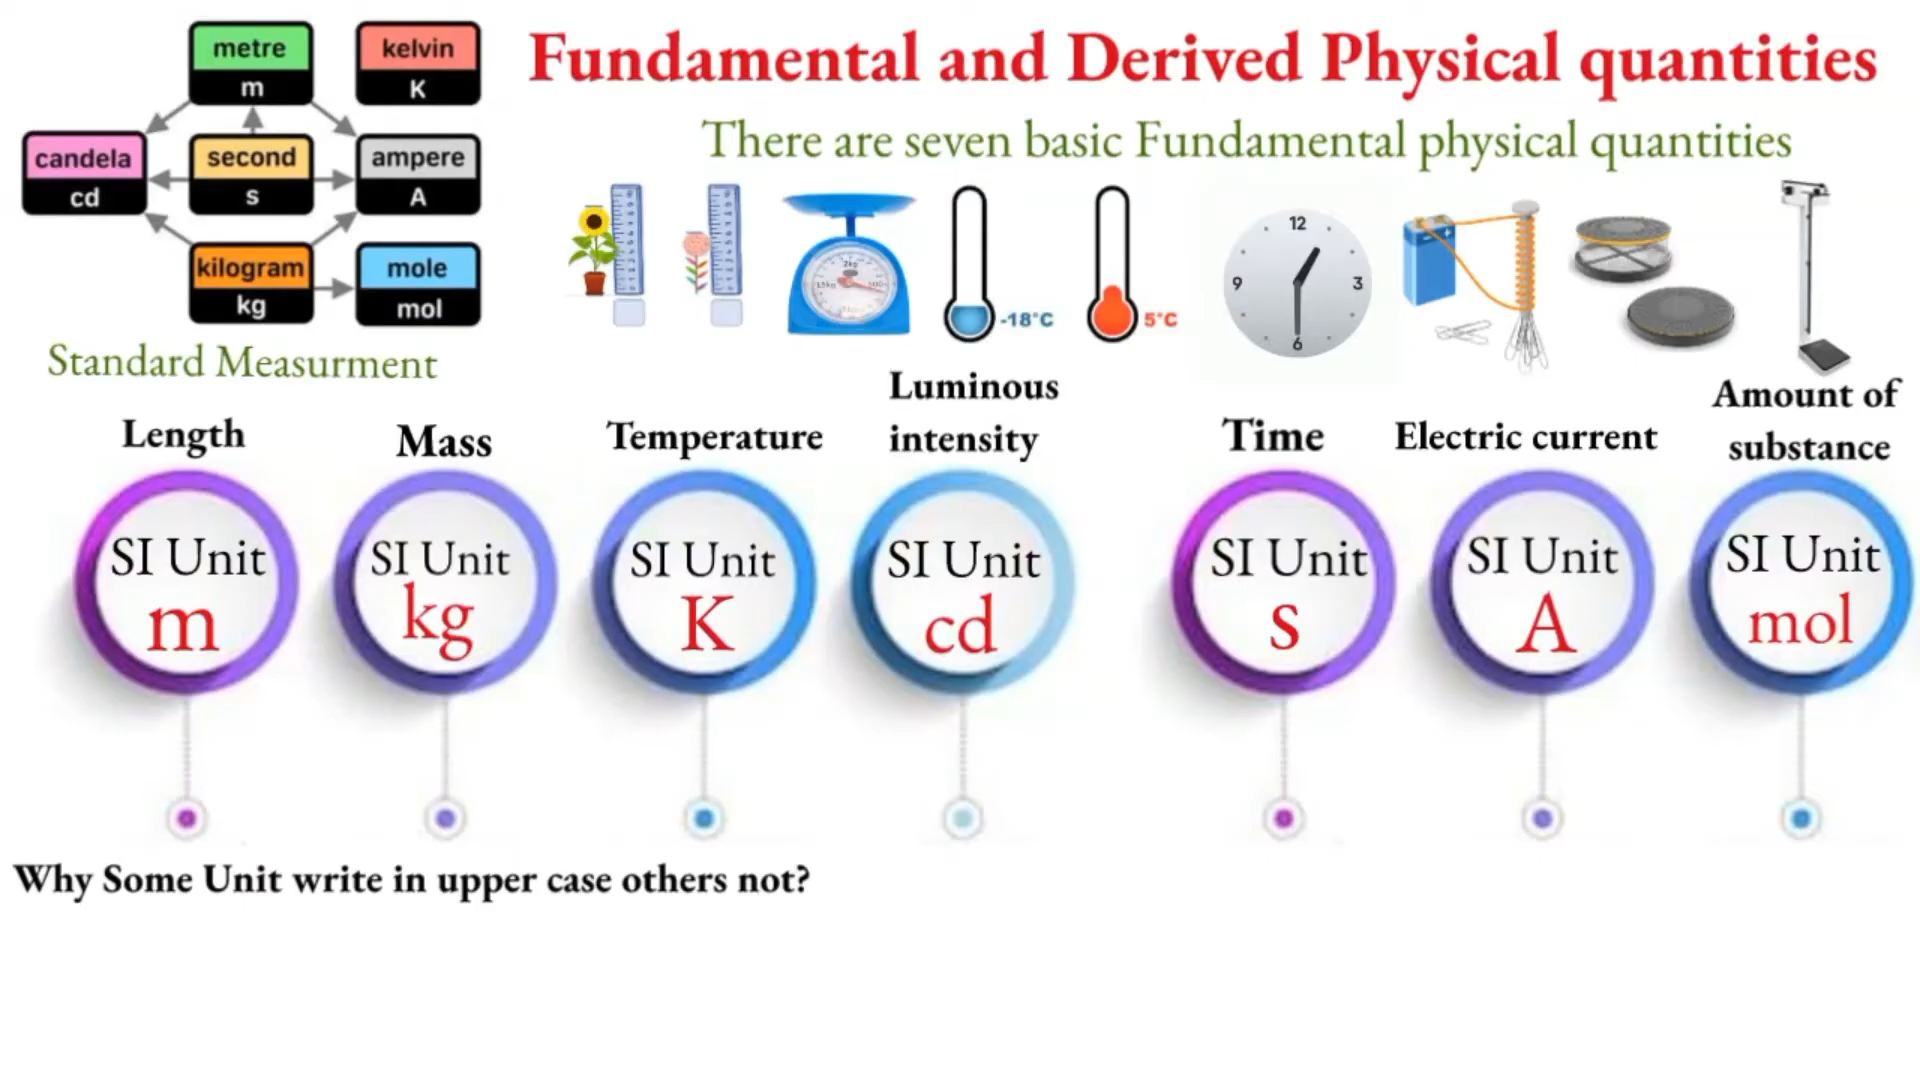 metre
m
kelvin
K
candela
cd
second
s
ampere
A
kilogram
kg
mole
mol
Standard Measurment
Fundamental and Derived Physical quantities
There are seven basic Fundamental physical quantities
2kg
-18°C
5°C
12
3
6
9
Length
SI Unit
m
Mass
SI Unit
kg
Temperature
SI Unit
K
Luminous
intensity
SI Unit
cd
Time
SI Unit
s
Electric current
SI Unit
A
Amount of
substance
SI Unit
mol
Why Some Unit write in upper case others not?